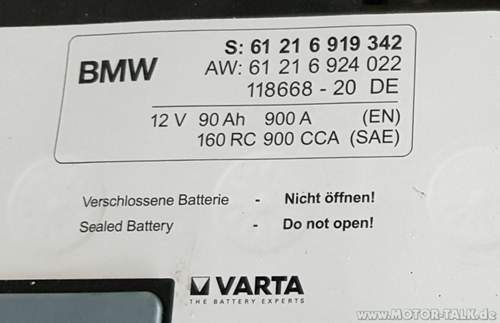 S: 61 21 6 919 342
BMW AW: 61 21 6 924 022
118668 - 20 DE
12 V 90 Ah 900 A (EN)
160 RC 900 CCA (SAE)
Verschlossene Batterie - Nicht öffnen!
Sealed Battery - Do not open!
VARTA
THE BATTERY EXPERTS
www.MOTOR-TALK.de